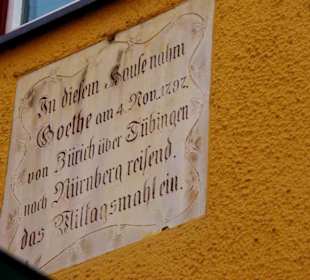 In diesem Hause nahm
Goethe am 4. Nov. 1797.
von Zürich über Tübingen
nach Nürnberg reisend.
das Mittagsmahl ein.